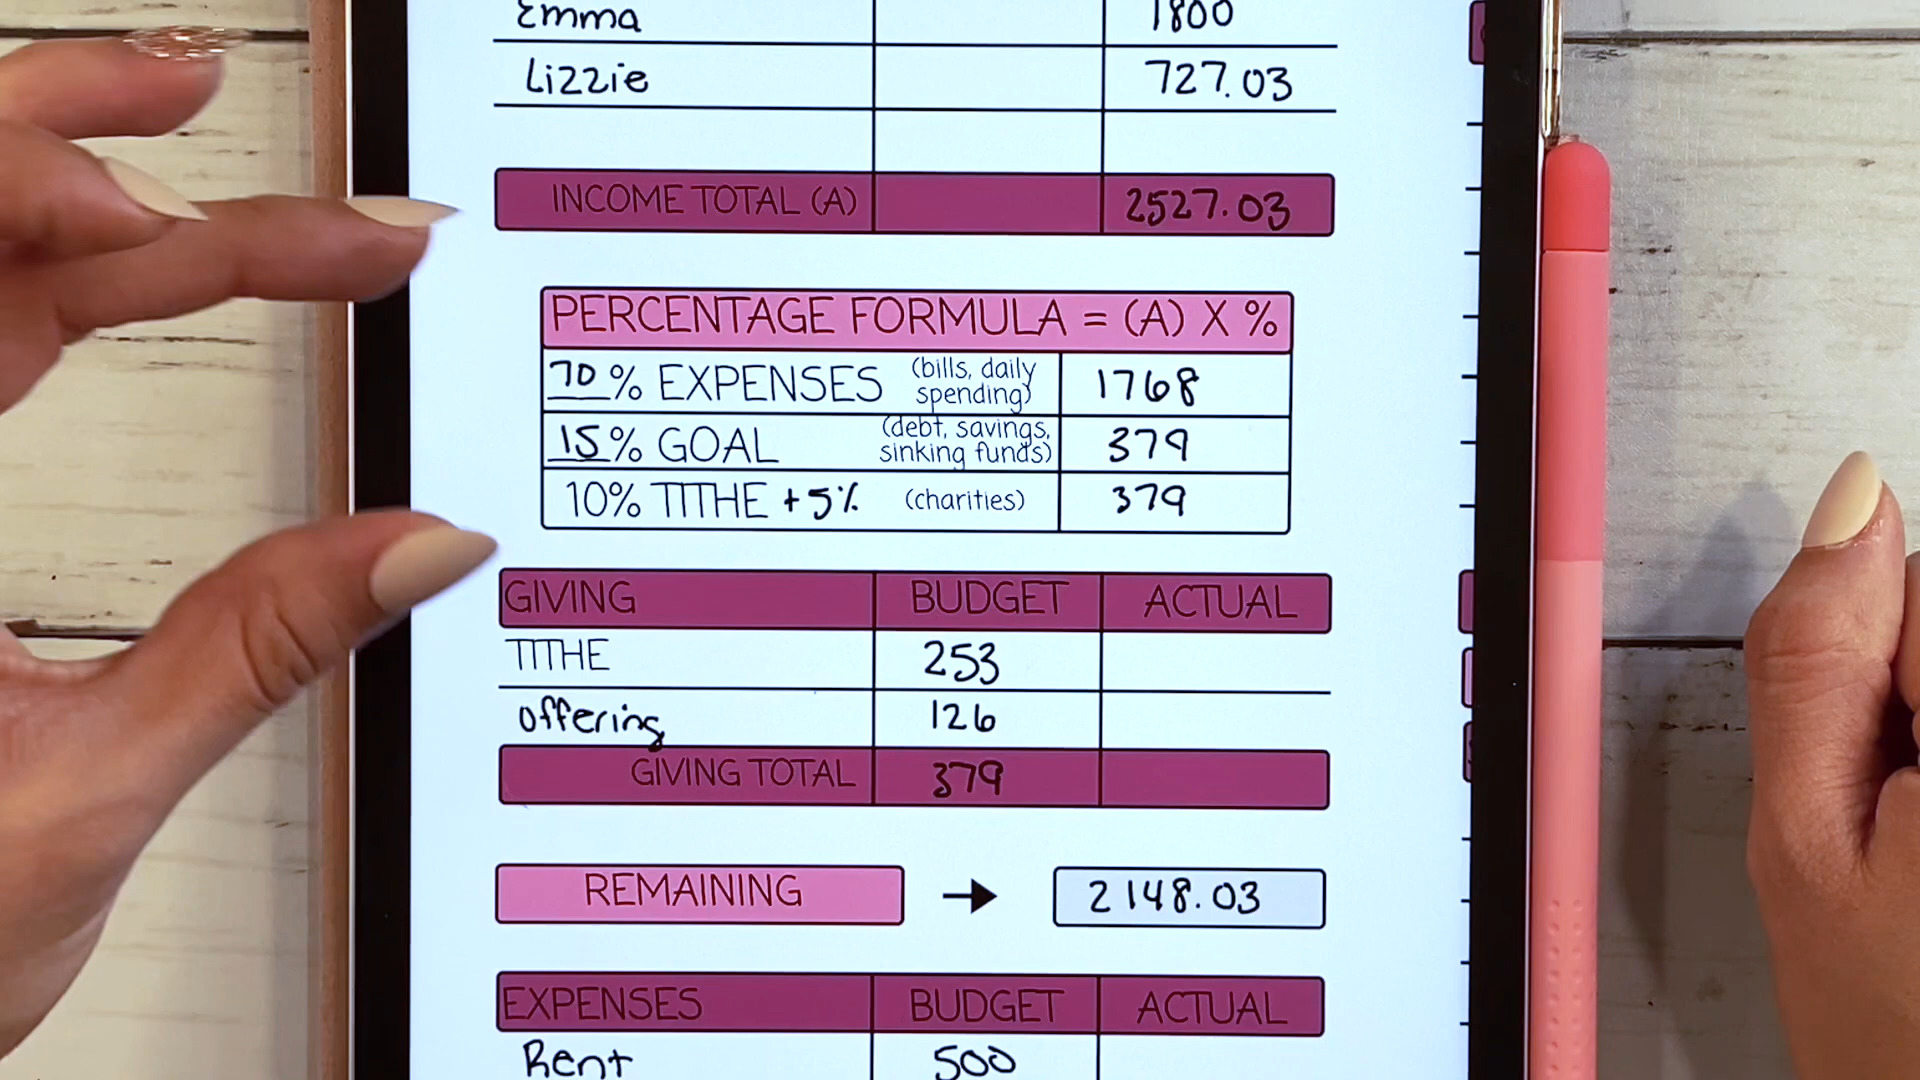 Emma 1800
Lizzie 727.03
INCOME TOTAL (A) 2527.03
PERCENTAGE FORMULA = (A) X %
70 % EXPENSES (bills, daily spending) 1768
15 % GOAL (debt, savings, sinking funds) 379
10% TITHE +5% (charities) 379
GIVING BUDGET ACTUAL
TITHE 253
offering 126
GIVING TOTAL 379
REMAINING → 2148.03
EXPENSES BUDGET ACTUAL
Rent 500